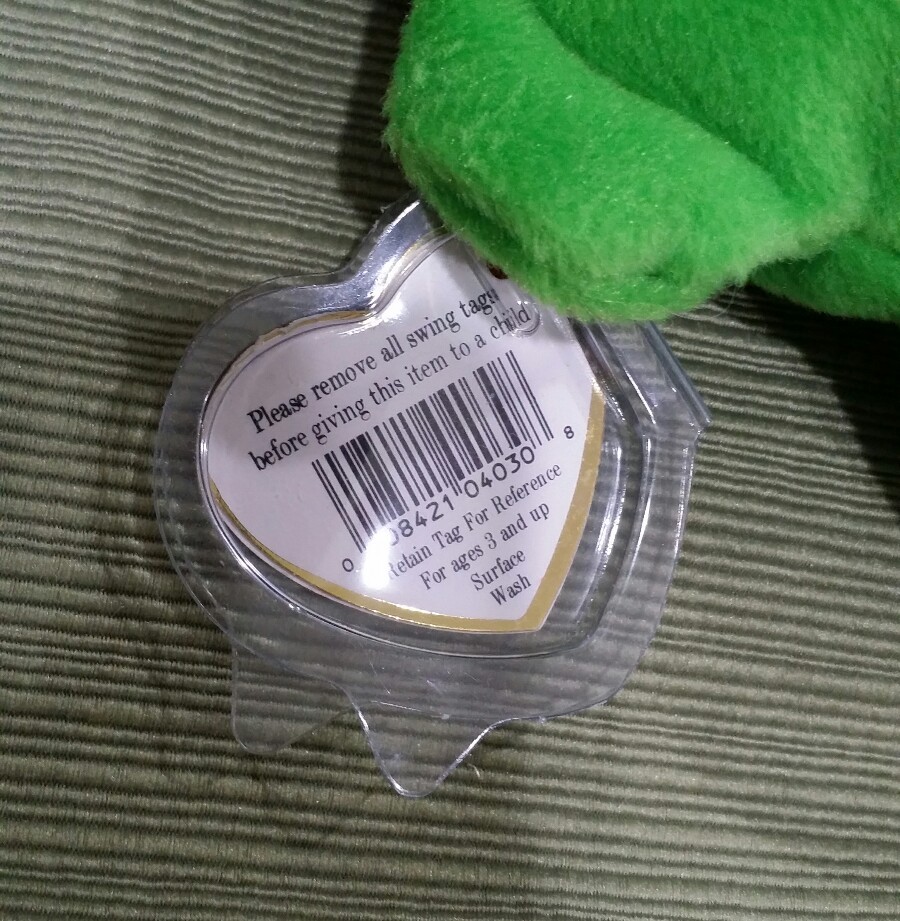 Please remove all swing tags
before giving this item to a child
0 08421 04030 8
Retain Tag For Reference
For ages 3 and up
Surface
Wash